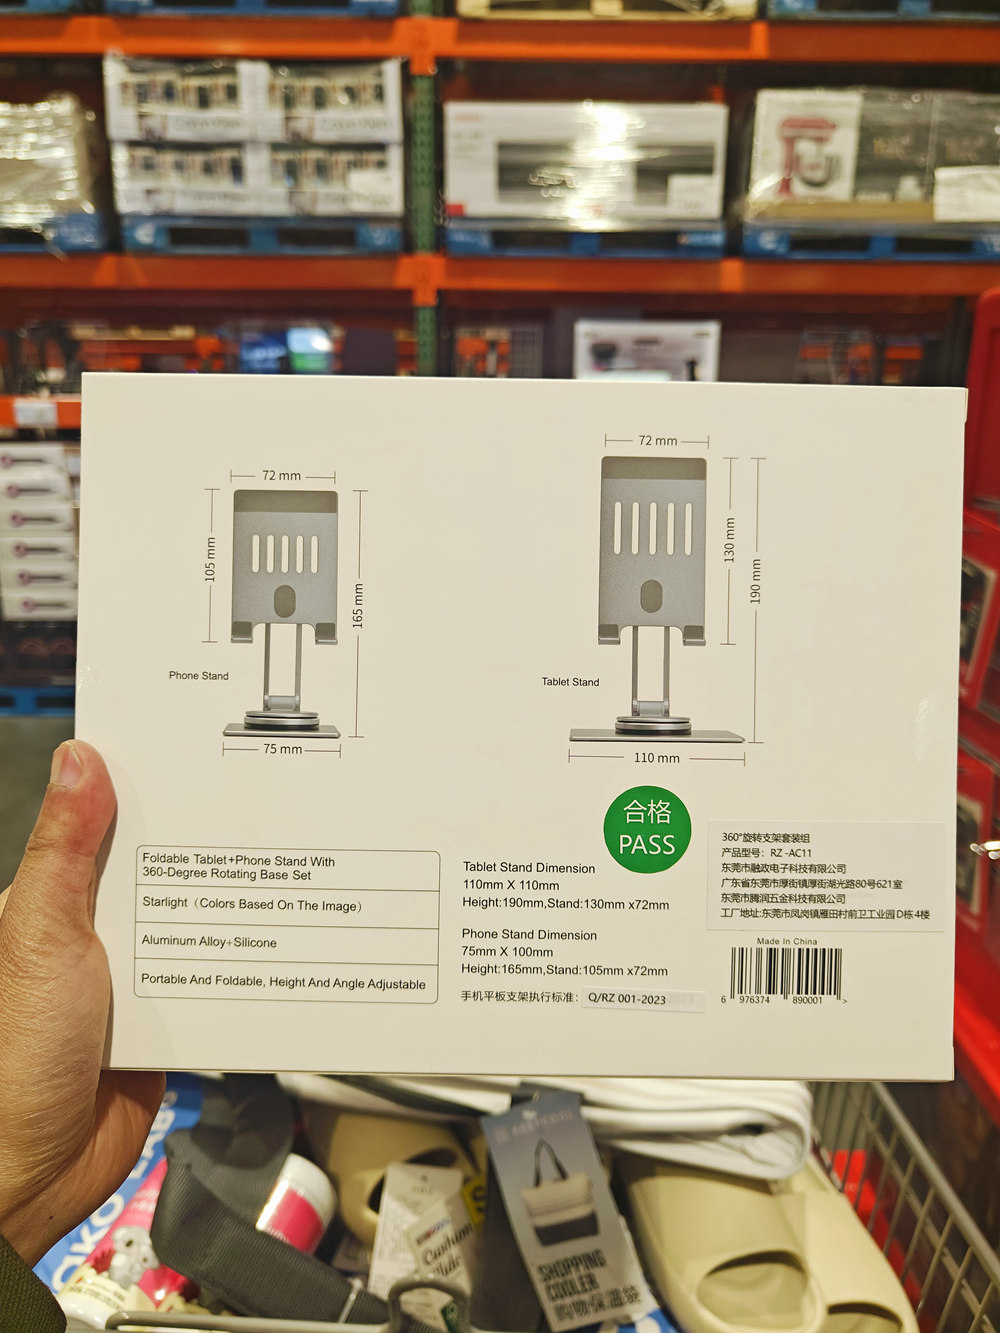 72 mm
105 mm
165 mm
Phone Stand
75 mm
72 mm
130 mm
190 mm
Tablet Stand
110 mm
合格
PASS
Foldable Tablet+Phone Stand With
360-Degree Rotating Base Set
Starlight（Colors Based On The Image）
Aluminum Alloy+Silicone
Portable And Foldable, Height And Angle Adjustable
Tablet Stand Dimension
110mm X 110mm
Height:190mm,Stand:130mm x72mm
Phone Stand Dimension
75mm X 100mm
Height:165mm,Stand:105mm x72mm
手机平板支架执行标准： Q/RZ 001-2023
360°旋转支架套装组
产品型号：RZ -AC11
东莞市融政电子科技有限公司
广东省东莞市厚街镇厚街湖光路80号621室
东莞市腾润五金科技有限公司
工厂地址:东莞市凤岗镇雁田村前卫工业园D栋4楼
Made In China
6 976374 890001 >
SHOPPING
COOLER
购物保温袋